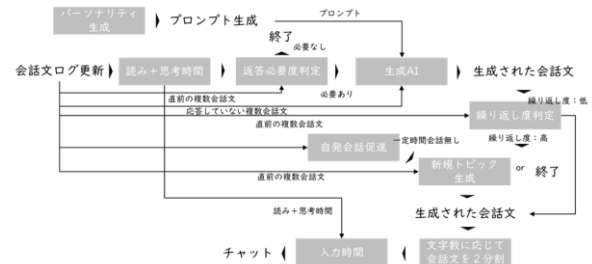 パーソナリティ
生成
プロンプト生成
プロンプト
終了
必要なし
会話文ログ更新
読み＋思考時間
返答必要度判定
生成AI
生成された会話文
必要あり
直前の複数会話文
応答していない複数会話文
直前の複数会話文
繰り返し度：低
繰り返し度判定
繰り返し度：高
自発会話促進
一定時間会話無し
新規トピック
生成
or
終了
直前の複数会話文
読み＋思考時間
生成された会話文
チャット
入力時間
文字数に応じて
会話文を２分割